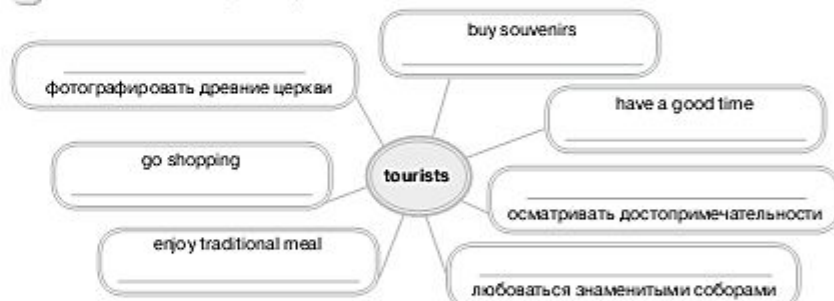 buy souvenirs
фотографировать древние церкви
have a good time
go shopping
tourists
осматривать достопримечательности
enjoy traditional meal
любоваться знаменитыми соборами